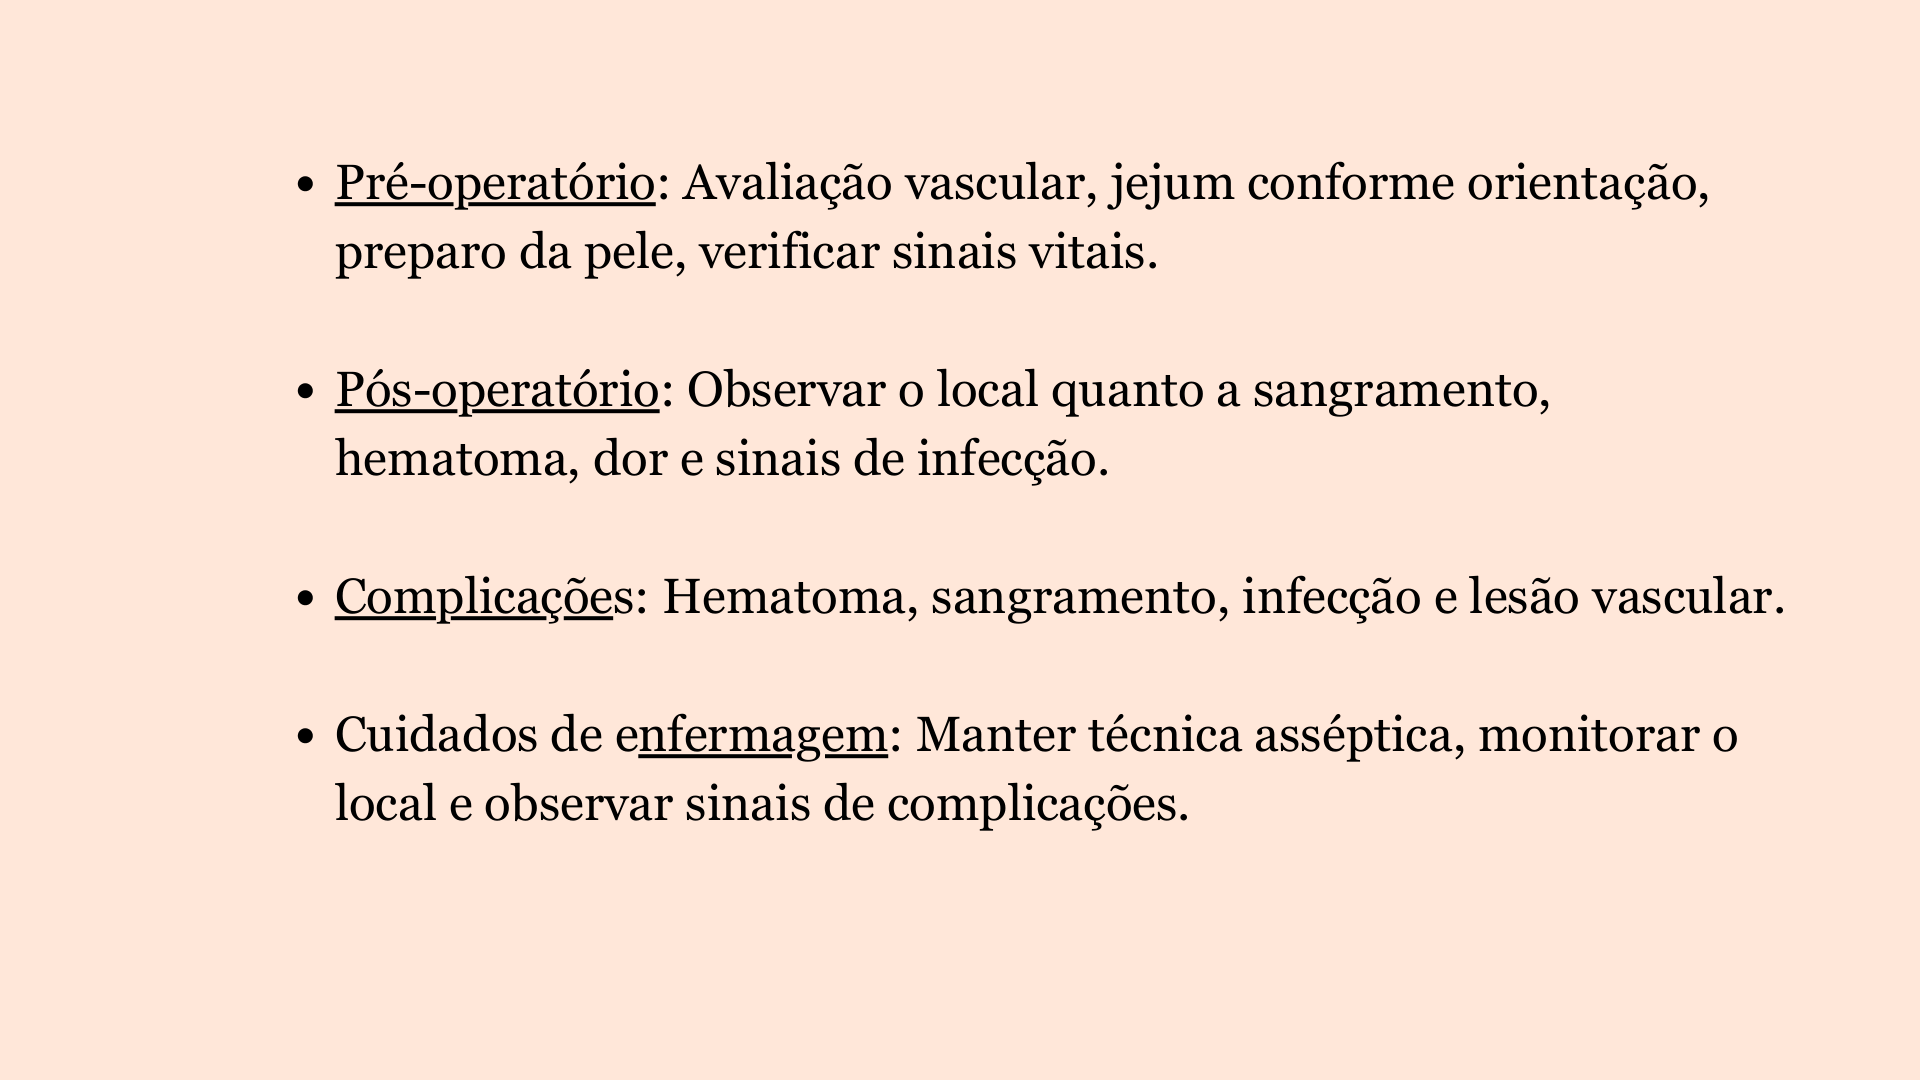 • Pré-operatório: Avaliação vascular, jejum conforme orientação,
preparo da pele, verificar sinais vitais.
• Pós-operatório: Observar o local quanto a sangramento,
hematoma, dor e sinais de infecção.
• Complicações: Hematoma, sangramento, infecção e lesão vascular.
• Cuidados de enfermagem: Manter técnica asséptica, monitorar o
local e observar sinais de complicações.